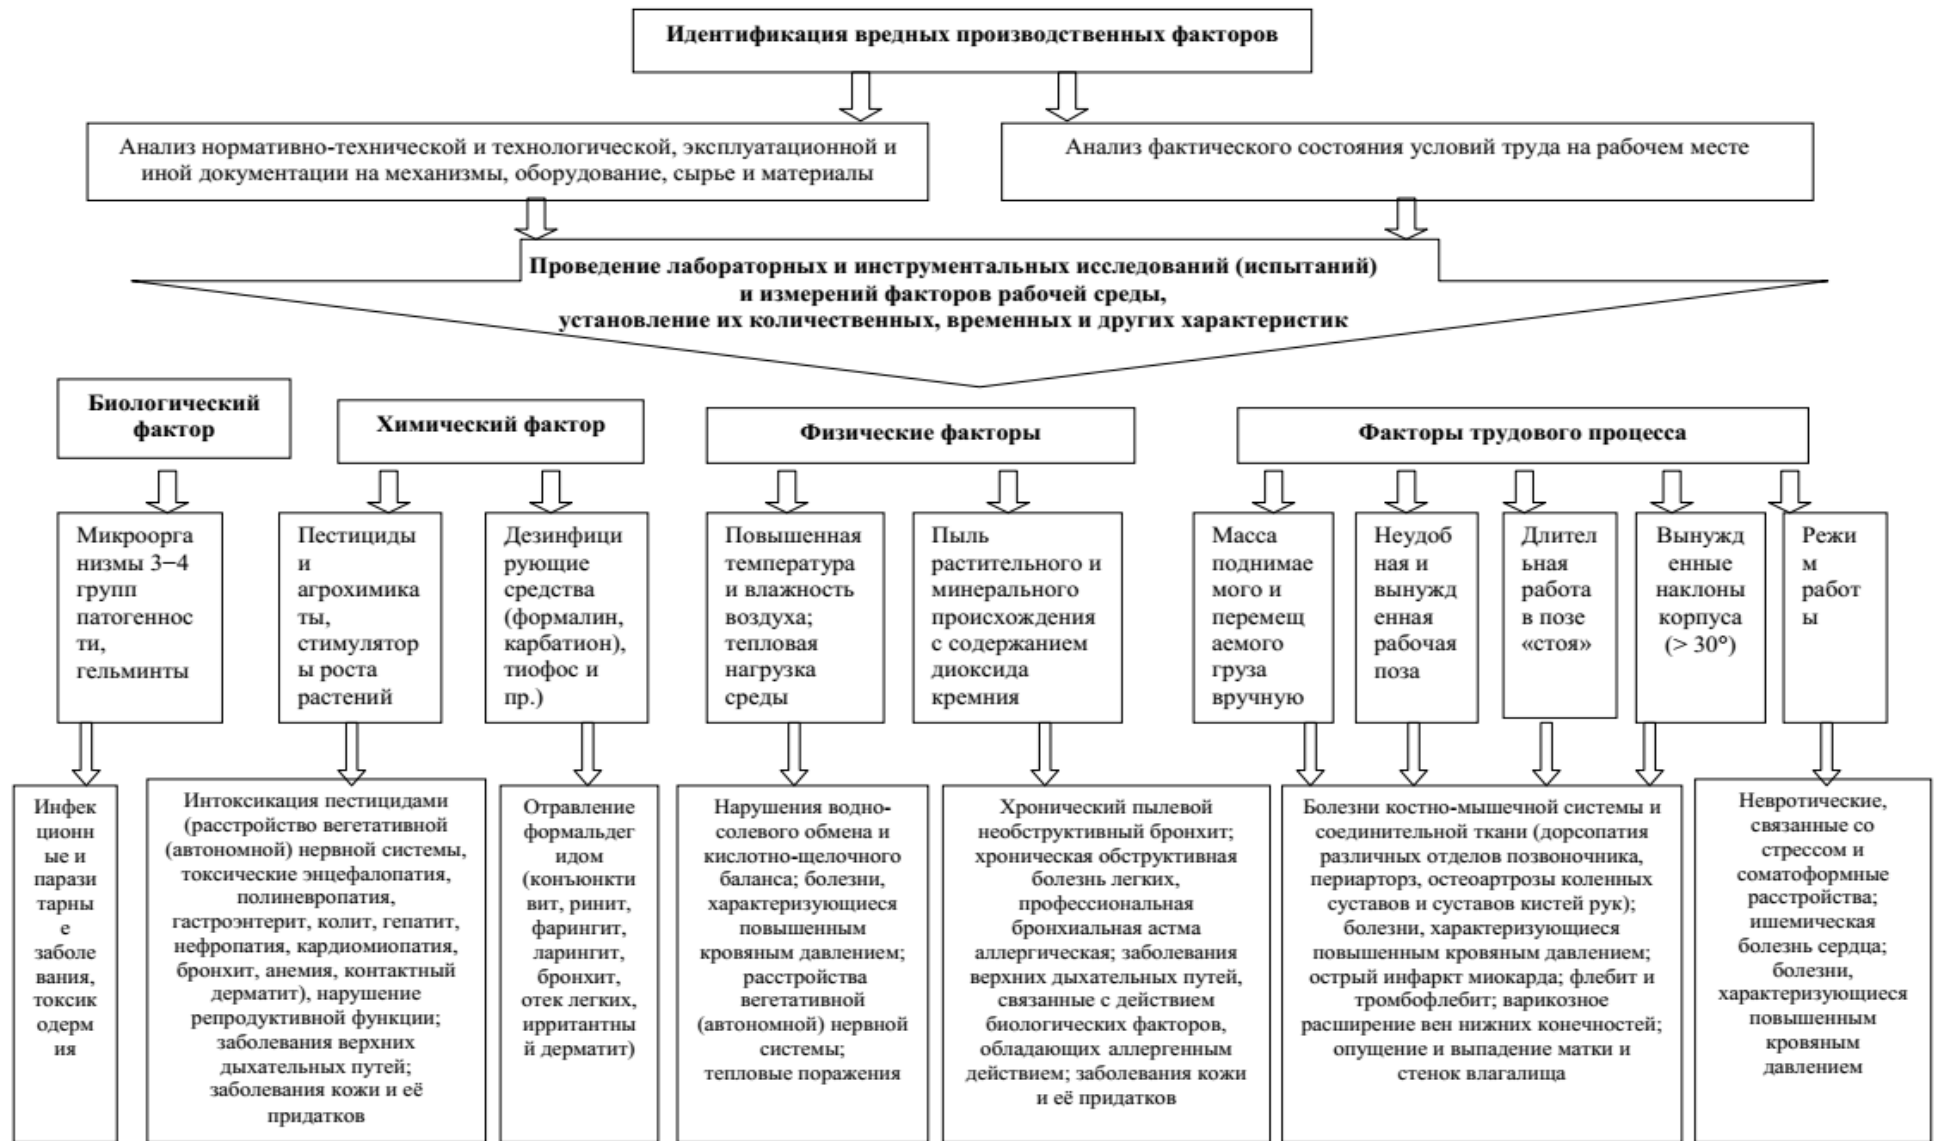 Идентификация вредных производственных факторов
Анализ нормативно-технической и технологической, эксплуатационной и
иной документации на механизмы, оборудование, сырье и материалы
Анализ фактического состояния условий труда на рабочем месте
Проведение лабораторных и инструментальных исследований (испытаний)
и измерений факторов рабочей среды,
установление их количественных, временных и других характеристик
Биологический
фактор
Химический фактор
Физические факторы
Факторы трудового процесса
Микроорга
низмы 3−4
групп
патогеннос
ти,
гельминты
Пестициды
и
агрохимика
ты,
стимулятор
ы роста
растений
Дезинфици
рующие
средства
(формалин,
карбатион),
тиофос и
пр.)
Повышенная
температура
и влажность
воздуха;
тепловая
нагрузка
среды
Пыль
растительного и
минерального
происхождения
с содержанием
диоксида
кремния
Масса
поднимае
мого и
перемещ
аемого
груза
вручную
Неудоб
ная и
вынужд
енная
рабочая
поза
Длител
ьная
работа
в позе
«стоя»
Вынужд
енные
наклоны
корпуса
(> 30°)
Режи
м
работ
ы
Инфек
ционн
ые и
парази
тарны
е
заболе
вания,
токсик
одерм
ия
Интоксикация пестицидами
(расстройство вегетативной
(автономной) нервной системы,
токсические энцефалопатия,
полиневропатия,
гастроэнтерит, колит, гепатит,
нефропатия, кардиомиопатия,
бронхит, анемия, контактный
дерматит), нарушение
репродуктивной функции;
заболевания верхних
дыхательных путей;
заболевания кожи и её
придатков
Отравление
формальдег
идом
(конъюнкти
вит, ринит,
фарингит,
ларингит,
бронхит,
отек легких,
ирритантны
й дерматит)
Нарушения водно-
солевого обмена и
кислотно-щелочного
баланса; болезни,
характеризующиеся
повышенным
кровяным давлением;
расстройства
вегетативной
(автономной) нервной
системы;
тепловые поражения
Хронический пылевой
необструктивный бронхит;
хроническая обструктивная
болезнь легких,
профессиональная
бронхиальная астма
аллергическая; заболевания
верхних дыхательных путей,
связанные с действием
биологических факторов,
обладающих аллергенным
действием; заболевания кожи
и её придатков
Болезни костно-мышечной системы и
соединительной ткани (дорсопатия
различных отделов позвоночника,
периарторз, остеоартрозы коленных
суставов и суставов кистей рук);
болезни, характеризующиеся
повышенным кровяным давлением;
острый инфаркт миокарда; флебит и
тромбофлебит; варикозное
расширение вен нижних конечностей;
опущение и выпадение матки и
стенок влагалища
Невротические,
связанные со
стрессом и
соматоформные
расстройства;
ишемическая
болезнь сердца;
болезни,
характеризующиеся
повышенным
кровяным
давлением